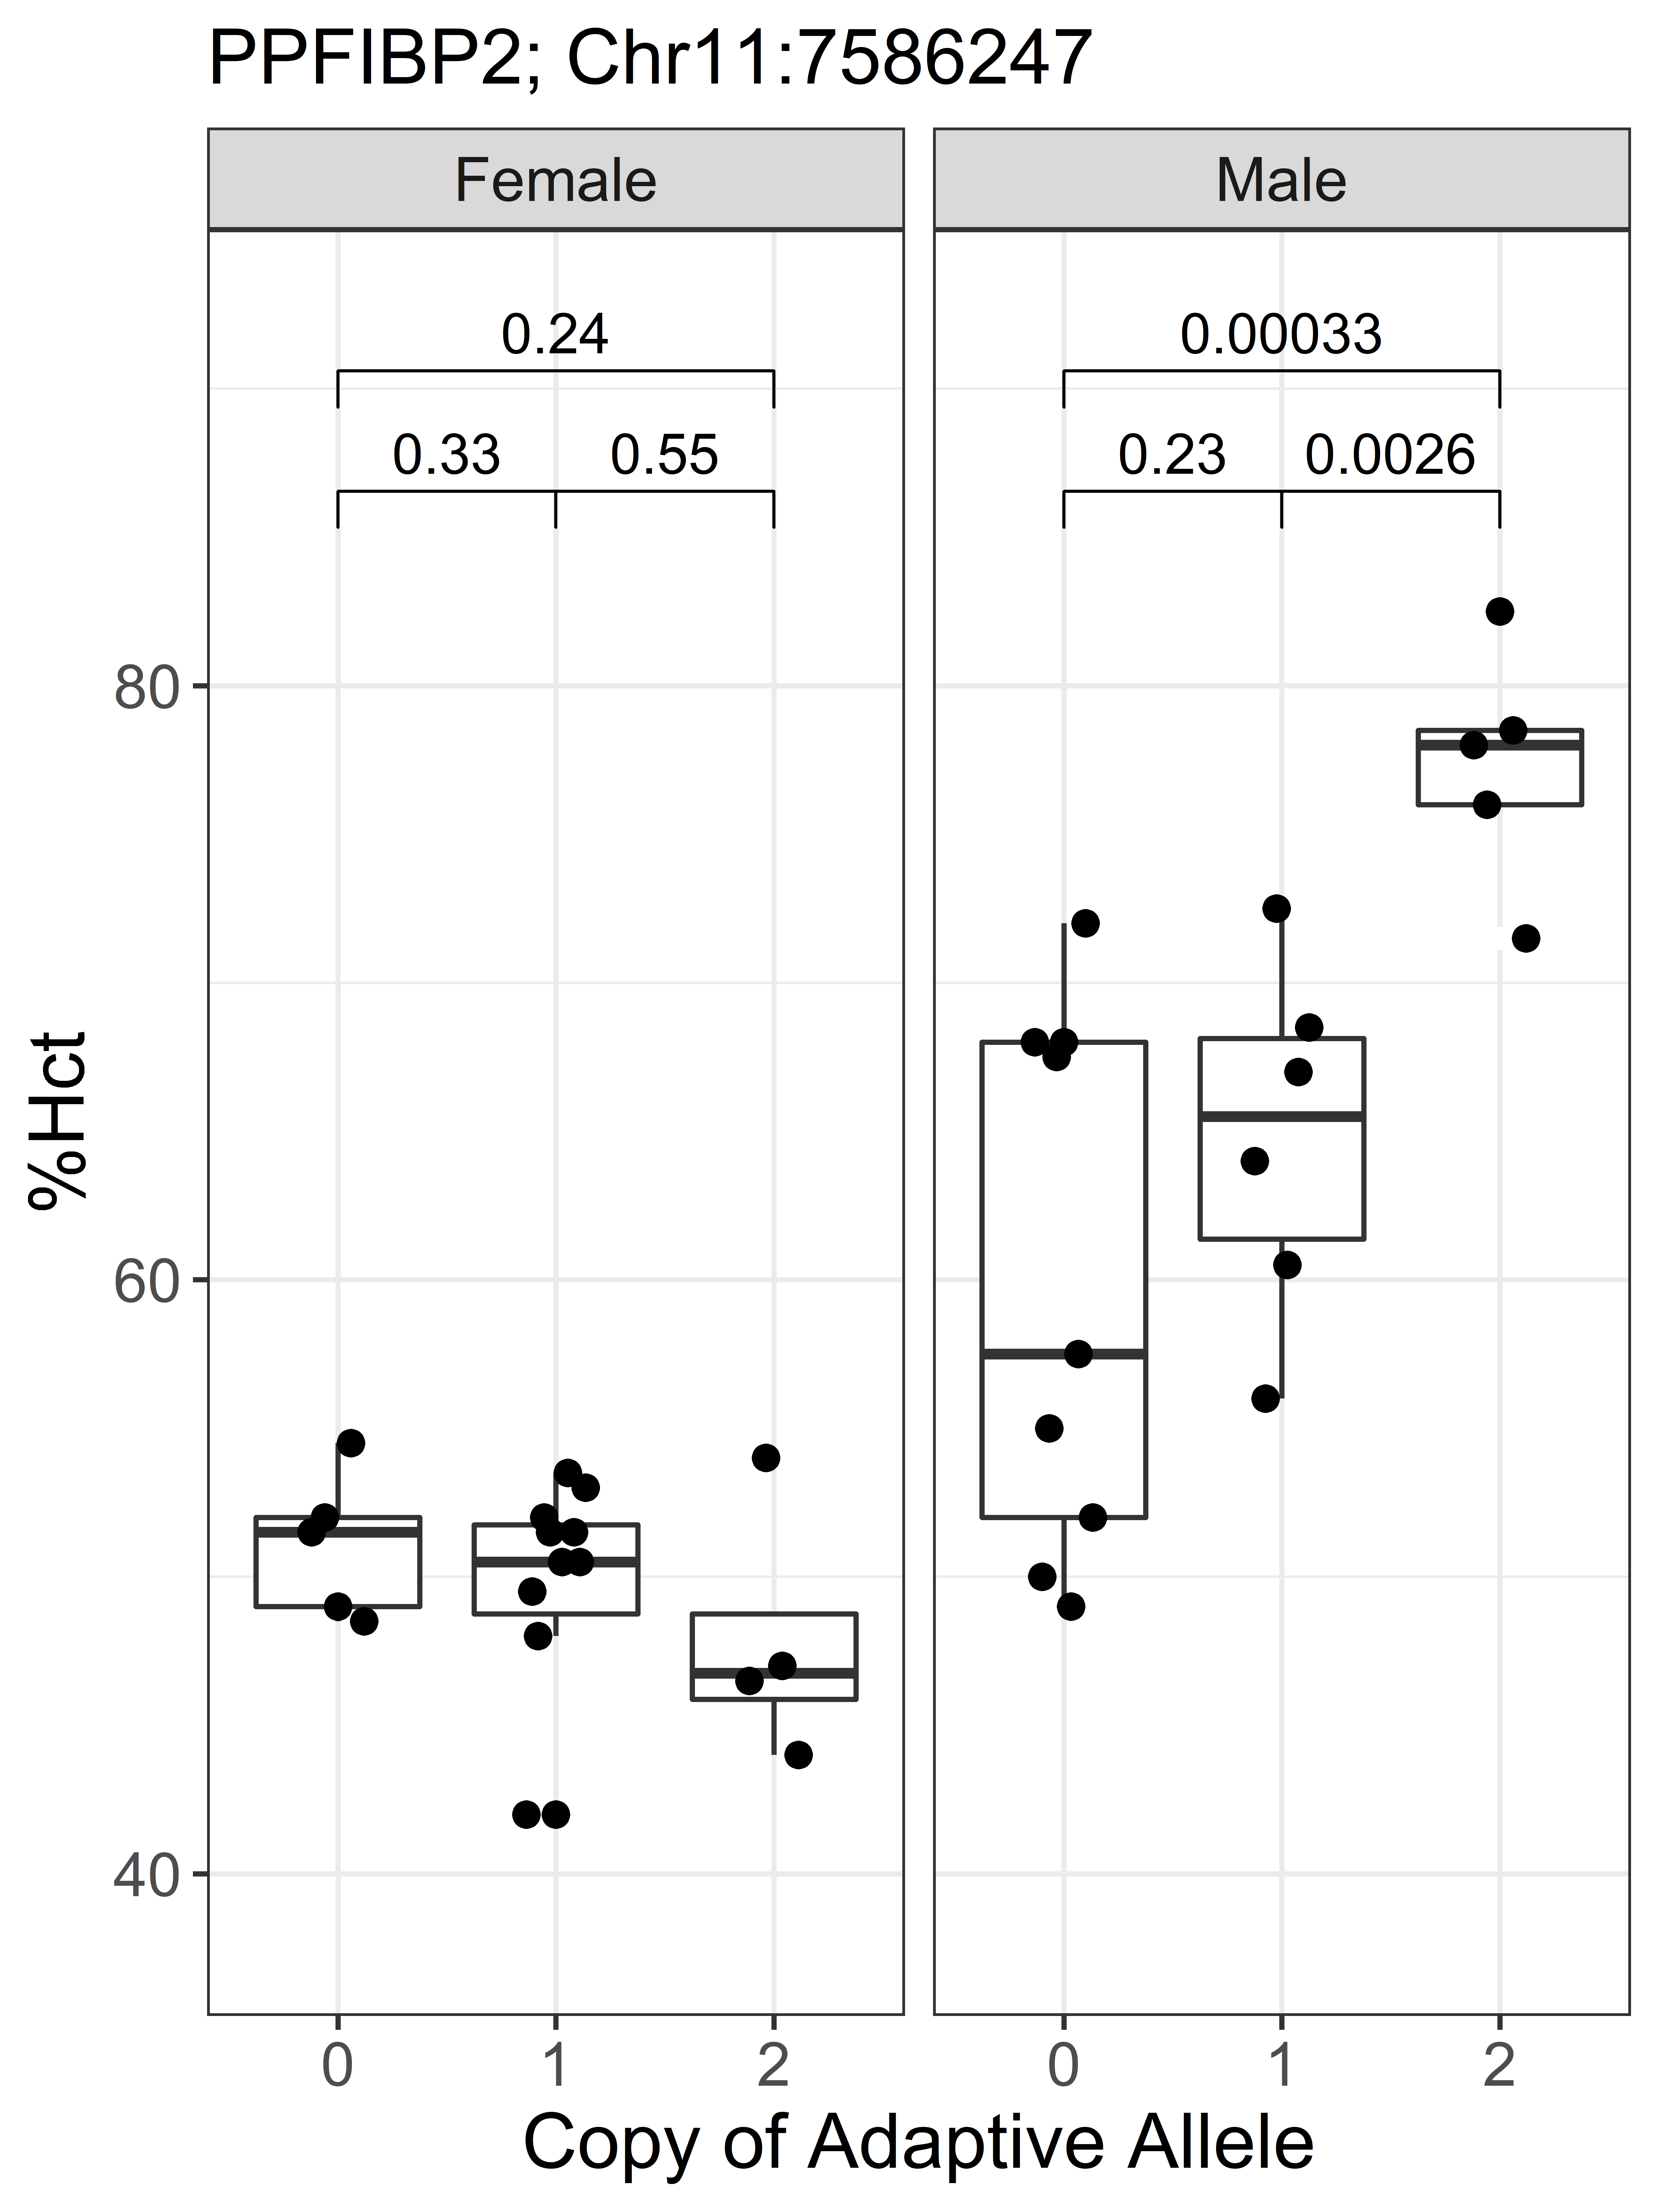 PPFIBP2; Chr11:7586247
Female
Male
0.24
0.00033
0.33
0.55
0.23
0.0026
%Hct
80
60
40
0 1 2
0 1 2
Copy of Adaptive Allele